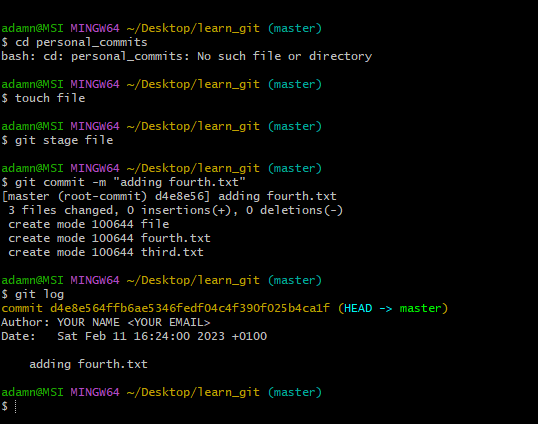 adamn@MSI MINGW64 ~/Desktop/learn_git (master)
$ cd personal_commits
bash: cd: personal_commits: No such file or directory
adamn@MSI MINGW64 ~/Desktop/learn_git (master)
$ touch file
adamn@MSI MINGW64 ~/Desktop/learn_git (master)
$ git stage file
adamn@MSI MINGW64 ~/Desktop/learn_git (master)
$ git commit -m "adding fourth.txt"
[master (root-commit) d4e8e56] adding fourth.txt
 3 files changed, 0 insertions(+), 0 deletions(-)
 create mode 100644 file
 create mode 100644 fourth.txt
 create mode 100644 third.txt
adamn@MSI MINGW64 ~/Desktop/learn_git (master)
$ git log
commit d4e8e564ffb6ae5346fedf04c4f390f025b4ca1f (HEAD -> master)
Author: YOUR NAME <YOUR EMAIL>
Date:   Sat Feb 11 16:24:00 2023 +0100
    adding fourth.txt
adamn@MSI MINGW64 ~/Desktop/learn_git (master)
$